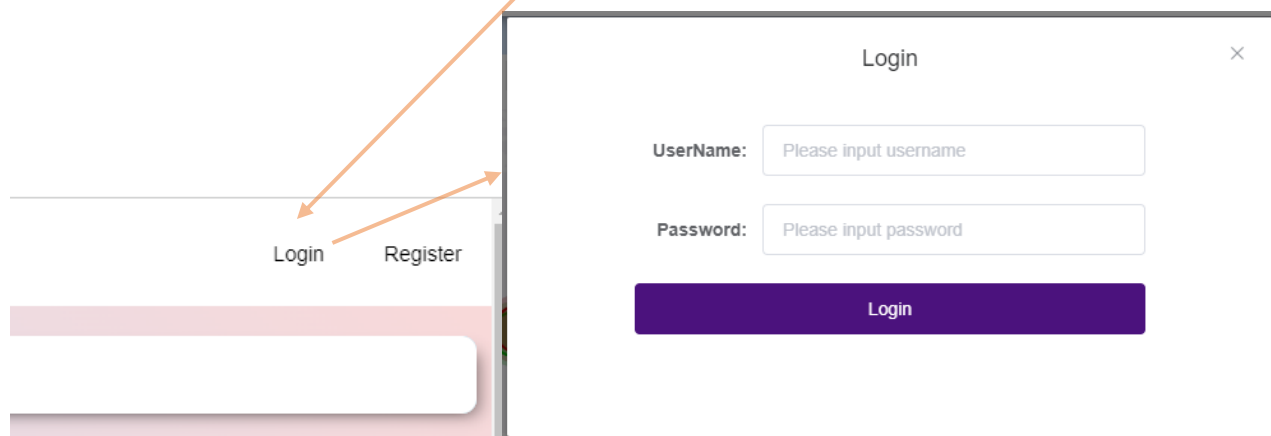 Login
UserName: Please input username
Password: Please input password
Login
Login Register